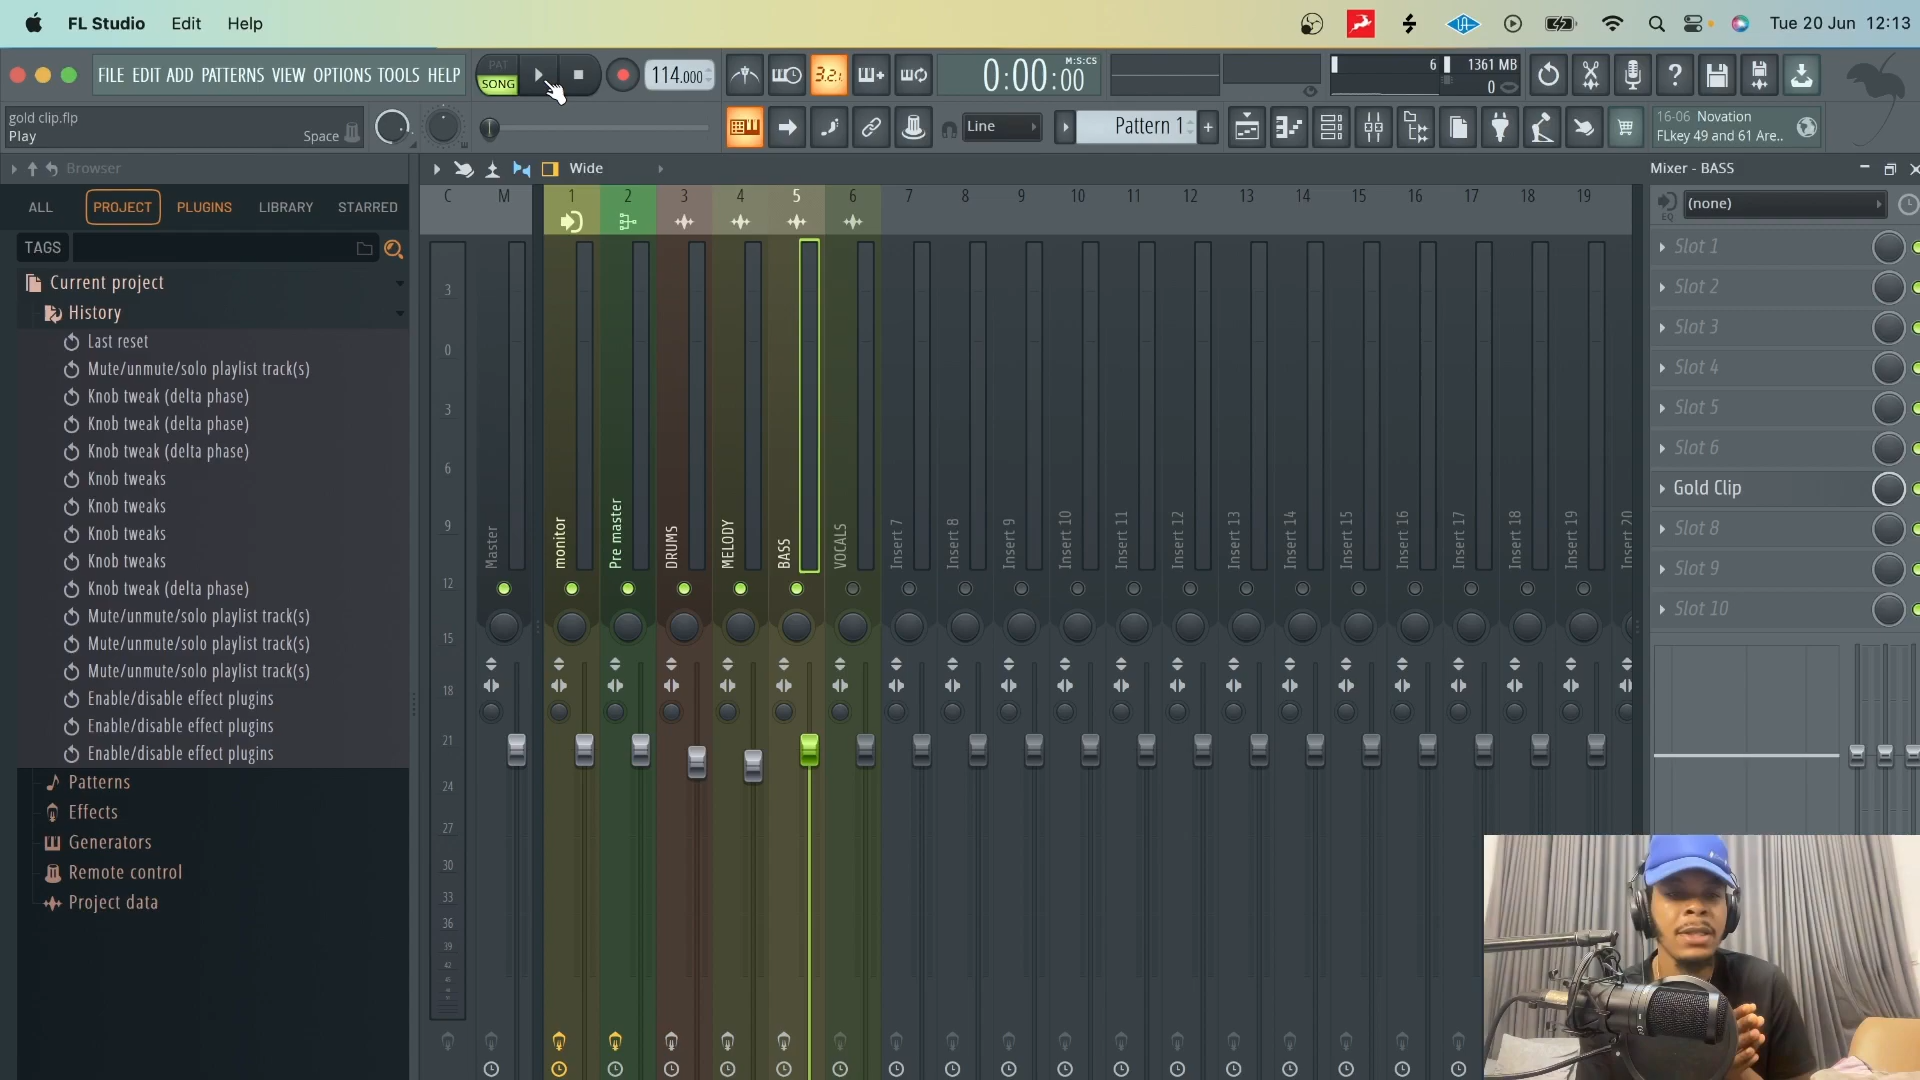 FL Studio Edit Help
Tue 20 Jun 12:13
FILE EDIT ADD PATTERNS VIEW OPTIONS TOOLS HELP
PAT
SONG
114.000
3.2.
0:00:00
M:S:CS
6
1361 MB
0
gold clip.flp
Play
Space
Line
Pattern 1
16-06 Novation
FLkey 49 and 61 Are..
Browser
Wide
Mixer - BASS
ALL PROJECT PLUGINS LIBRARY STARRED
TAGS
C M 1 2 3 4 5 6 7 8 9 10 11 12 13 14 15 16 17 18 19
(none)
EQ
Current project
History
Last reset
Mute/unmute/solo playlist track(s)
Knob tweak (delta phase)
Knob tweak (delta phase)
Knob tweak (delta phase)
Knob tweaks
Knob tweaks
Knob tweaks
Knob tweaks
Knob tweak (delta phase)
Mute/unmute/solo playlist track(s)
Mute/unmute/solo playlist track(s)
Mute/unmute/solo playlist track(s)
Enable/disable effect plugins
Enable/disable effect plugins
Enable/disable effect plugins
Patterns
Effects
Generators
Remote control
Project data
3
0
3
6
9
12
15
18
21
24
27
30
33
36
39
42
Master
monitor
Pre master
DRUMS
MELODY
BASS
VOCALS
Insert 7
Insert 8
Insert 9
Insert 10
Insert 11
Insert 12
Insert 13
Insert 14
Insert 15
Insert 16
Insert 17
Insert 18
Insert 19
Insert 20
Slot 1
Slot 2
Slot 3
Slot 4
Slot 5
Slot 6
Gold Clip
Slot 8
Slot 9
Slot 10